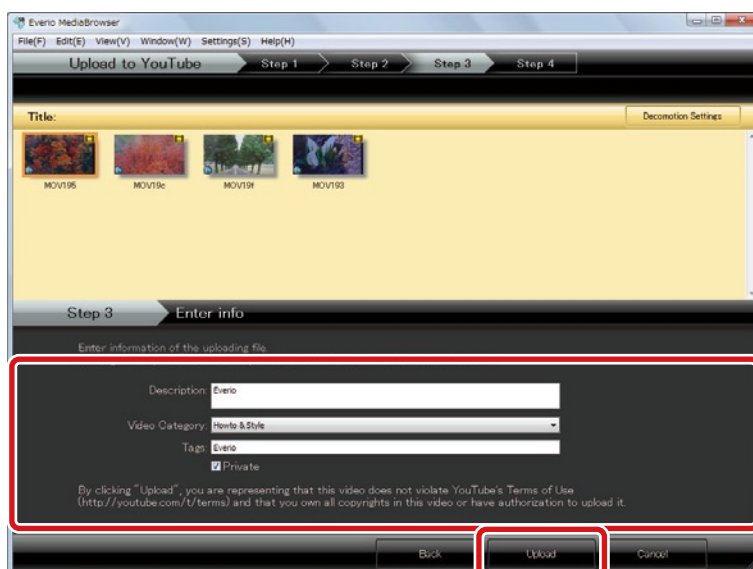 Everio MediaBrowser
File(F) Edit(E) View(V) Window(W) Settings(S) Help(H)
Upload to YouTube Step 1 Step 2 Step 3 Step 4
Title: Decomotion Settings
MOV195 MOV19e MOV19f MOV193
Step 3 Enter info
Enter information of the uploading file.
Description: Everio
Video Category: Howto & Style
Tags: Everio
Private
By clicking "Upload", you are representing that this video does not violate YouTube's Terms of Use
(http://youtube.com/t/terms) and that you own all copyrights in this video or have authorization to upload it.
Back Upload Cancel